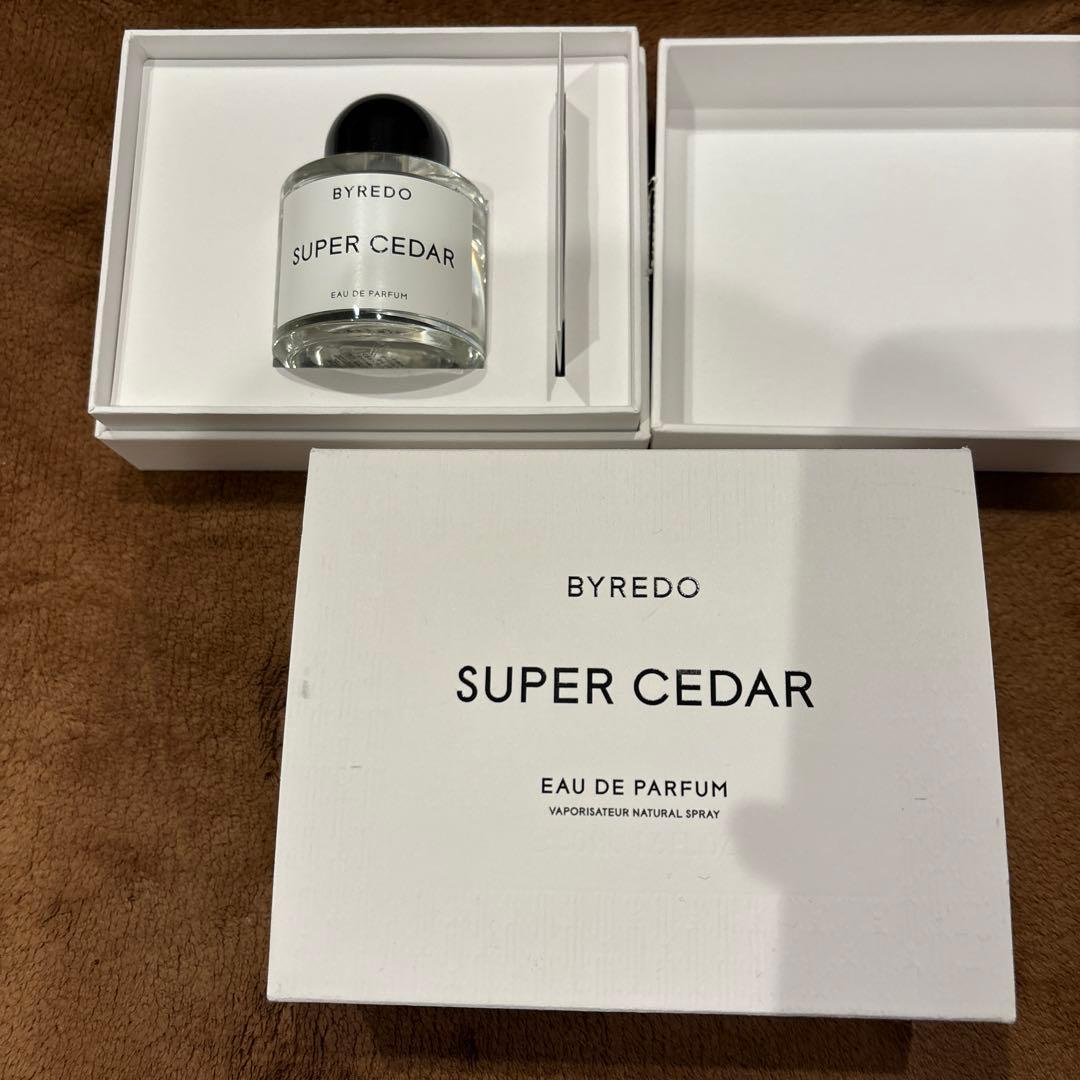 BYREDO
SUPER CEDAR
EAU DE PARFUM
BYREDO
SUPER CEDAR
EAU DE PARFUM
VAPORISATEUR NATURAL SPRAY